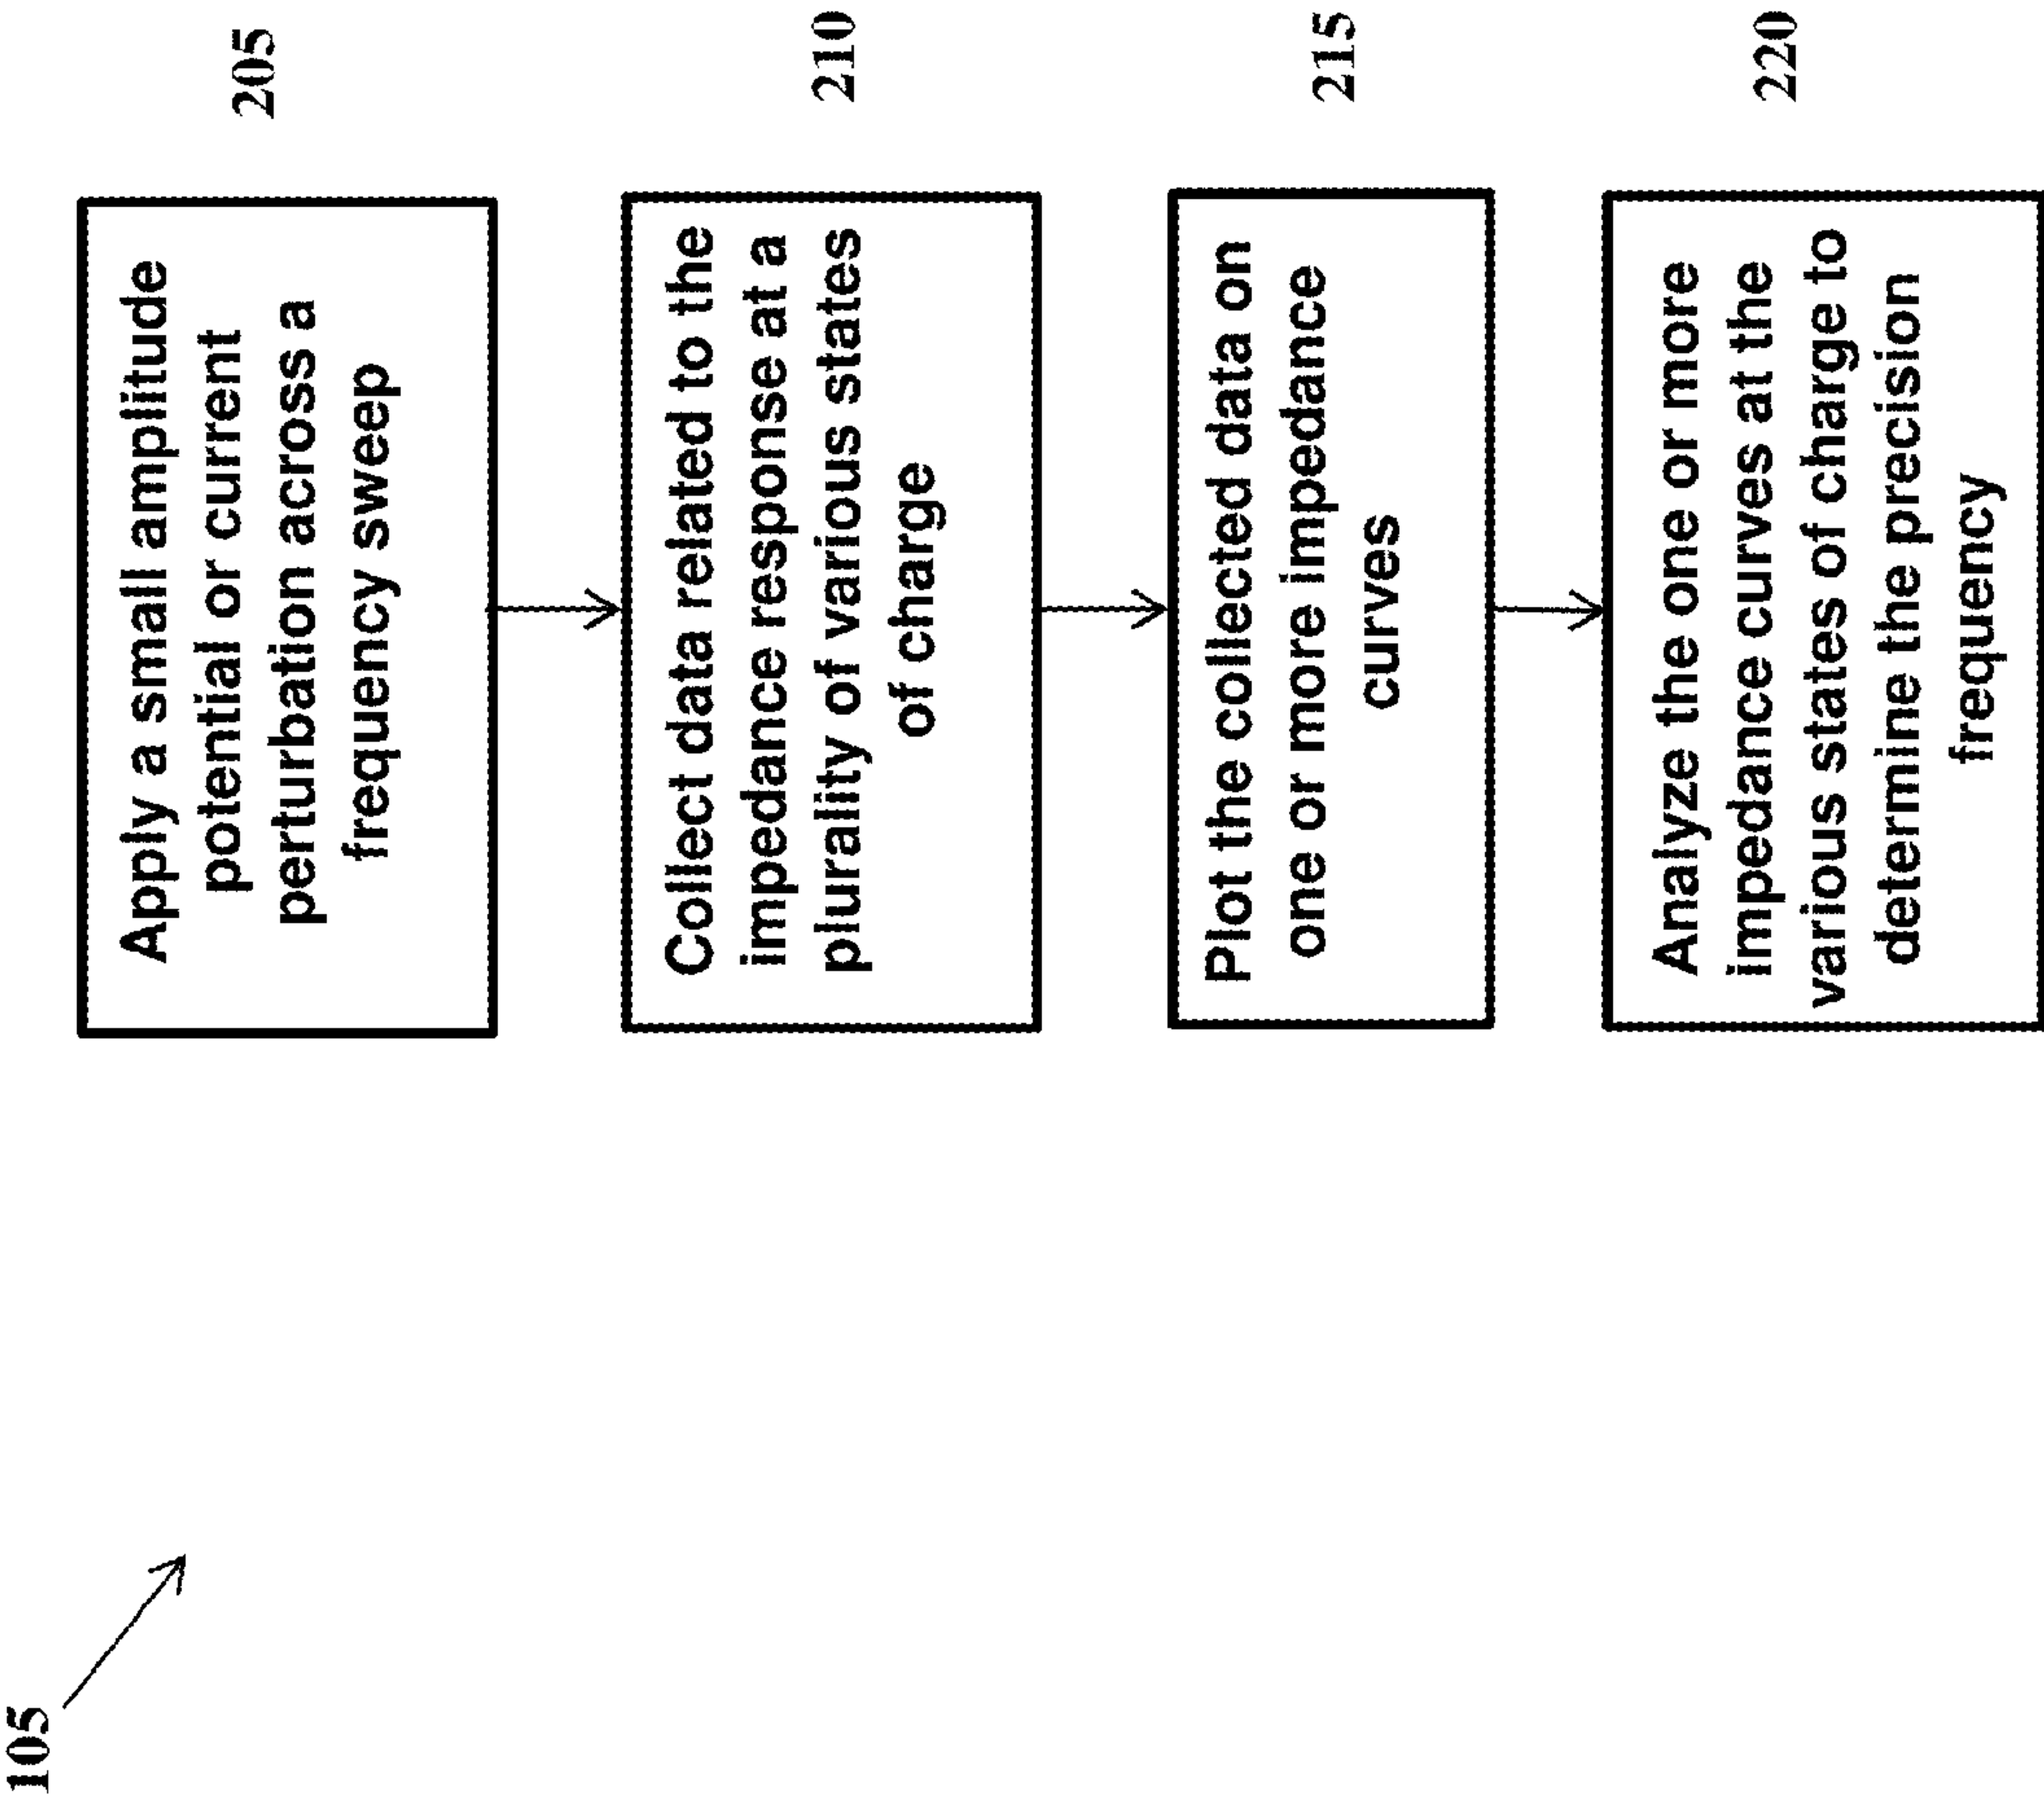 105
Apply a small amplitude
potential or current
perturbation across a
frequency sweep
205
Collect data related to the
impedance response at a
plurality of various states
of charge
210
Plot the collected data on
one or more impedance
curves
215
Analyze the one or more
impedance curves at the
various states of charge to
determine the precision
frequency
220